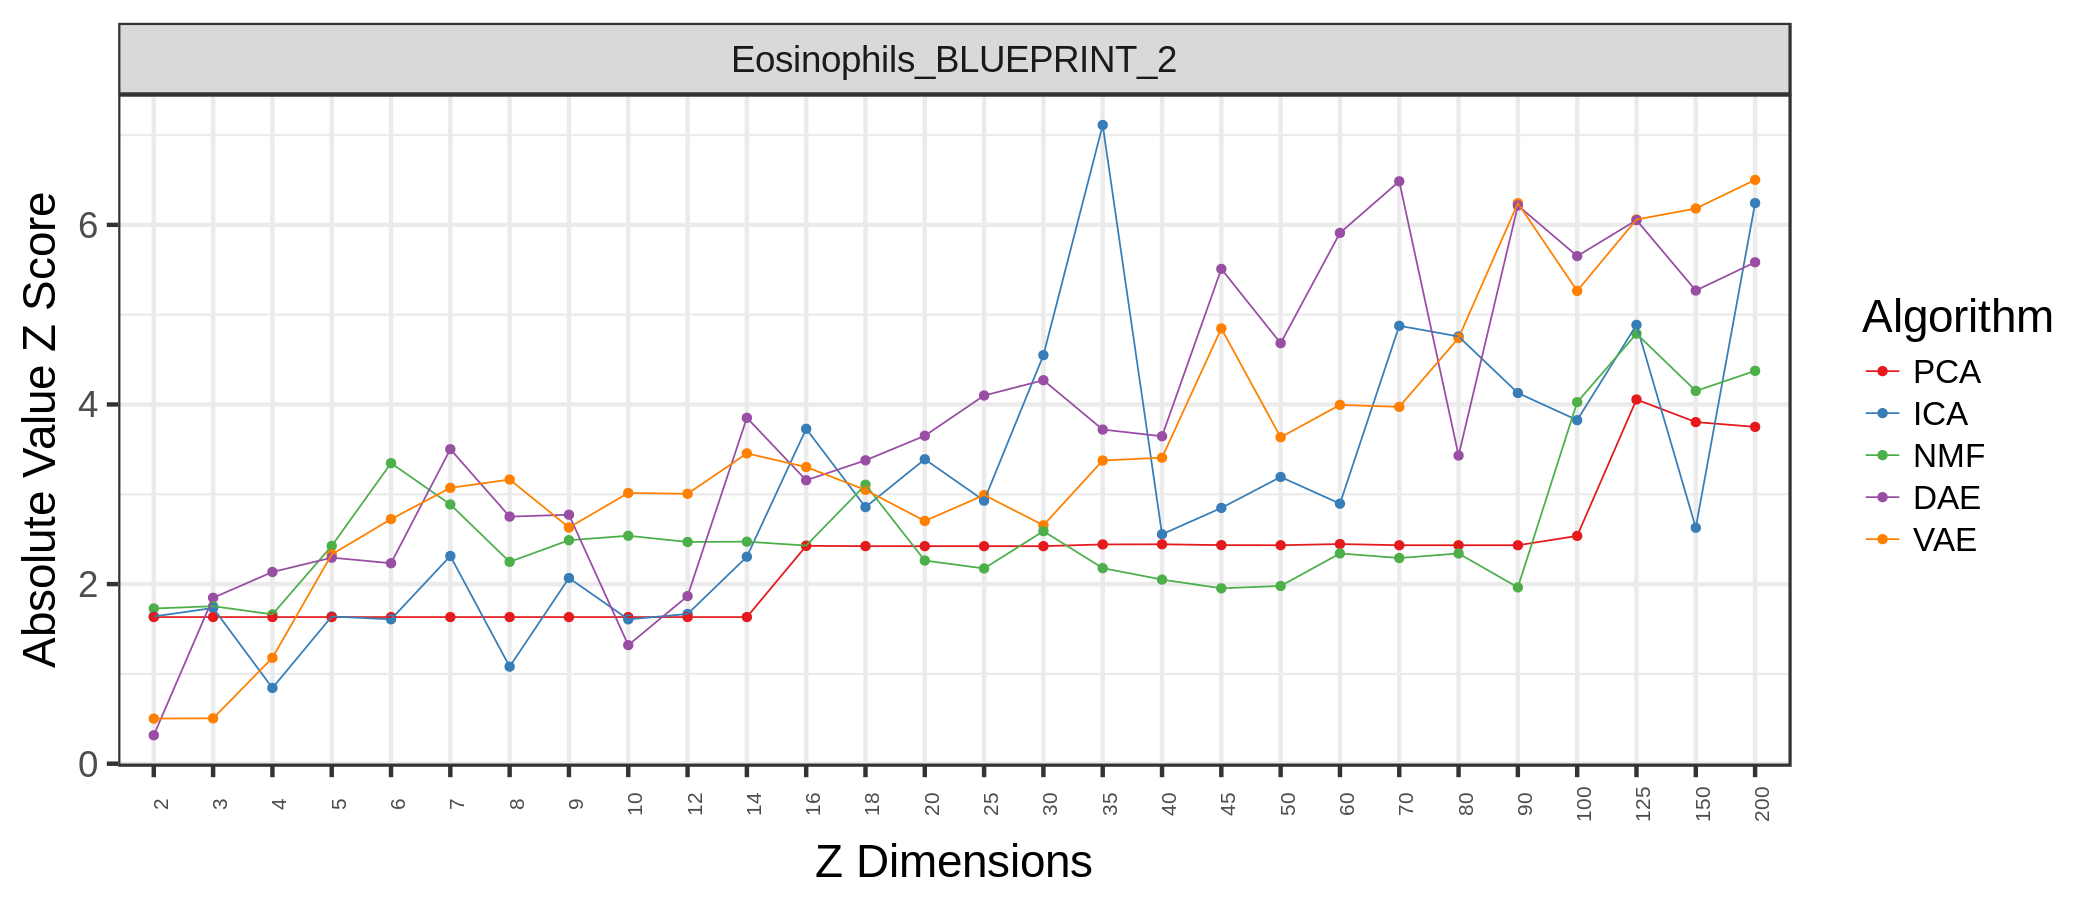 Eosinophils_BLUEPRINT_2
Absolute Value Z Score
6
4
2
0
2 3 4 5 6 7 8 9 10 12 14 16 18 20 25 30 35 40 45 50 60 70 80 90 100 125 150 200
Z Dimensions
Algorithm
PCA
ICA
NMF
DAE
VAE